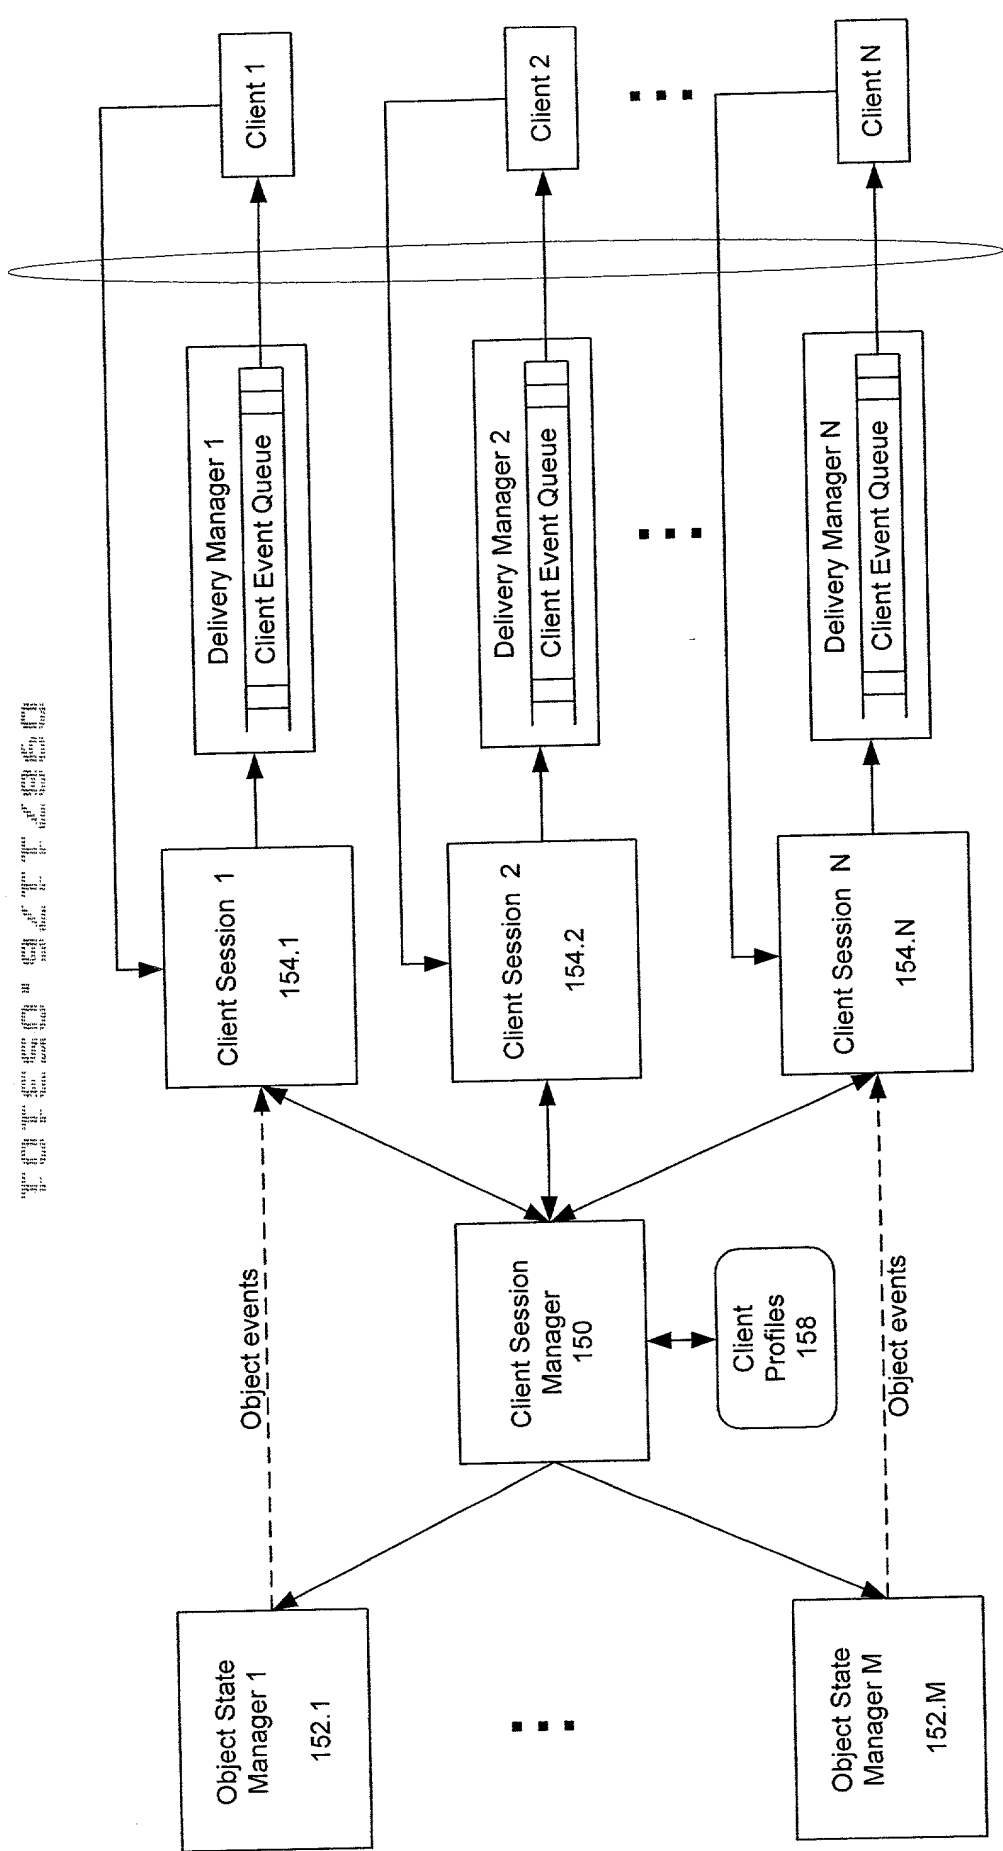 Object State
Manager 1
152.1
Object events
Client Session 1
154.1
Delivery Manager 1
Client Event Queue
Client 1
Client Session
Manager
150
Client Session 2
154.2
Delivery Manager 2
Client Event Queue
Client 2
Client
Profiles
158
Object State
Manager M
152.M
Object events
Client Session N
154.N
Delivery Manager N
Client Event Queue
Client N